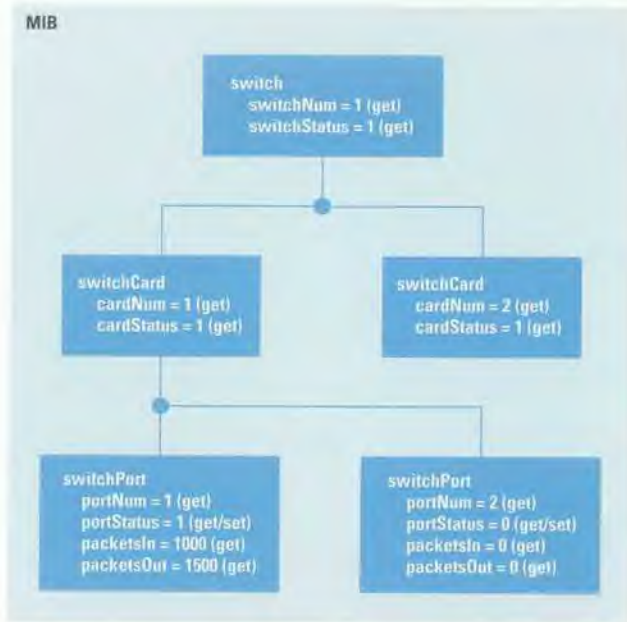 MIB
switch
switchNum = 1 (get)
switchStatus = 1 (get)
switchCard
cardNum = 1 (get)
cardStatus = 1 (get)
switchCard
cardNum = 2 (get)
cardStatus = 1 (get)
switchPort
portNum = 1 (get)
portStatus = 1 (get/set)
packetsIn = 1000 (get)
packetsOut = 1500 (get)
switchPort
portNum = 2 (get)
portStatus = 0 (get/set)
packetsIn = 0 (get)
packetsOut = 0 (get)